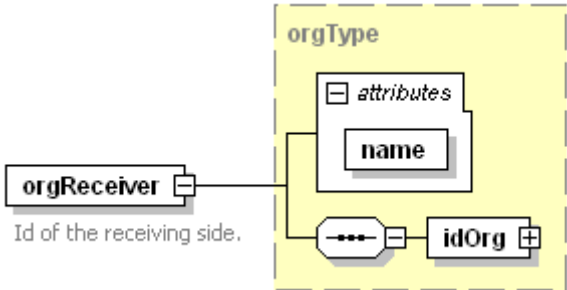 orgType
attributes
name
orgReceiver
Id of the receiving side.
idOrg